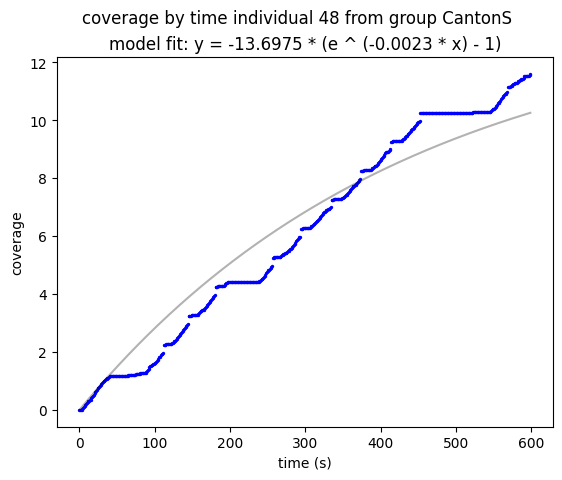 coverage by time individual 48 from group CantonS
model fit: y = -13.6975 * (e ^ (-0.0023 * x) - 1)
12
10
8
6
4
2
0
coverage
0 100 200 300 400 500 600
time (s)